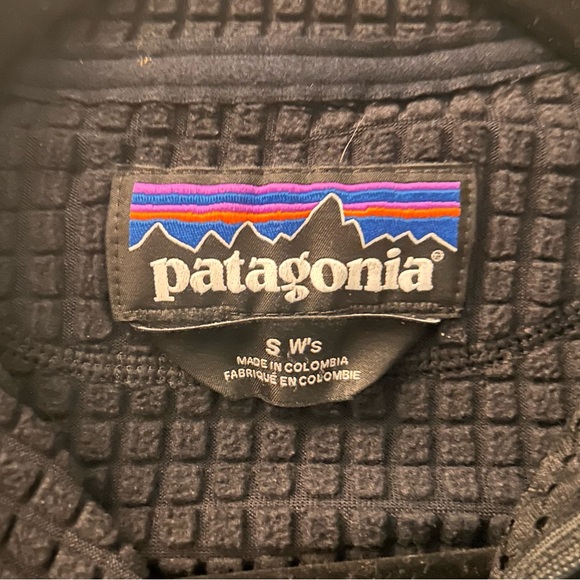 patagonia®
S W's
MADE IN COLOMBIA
FABRIQUÉ EN COLOMBIE